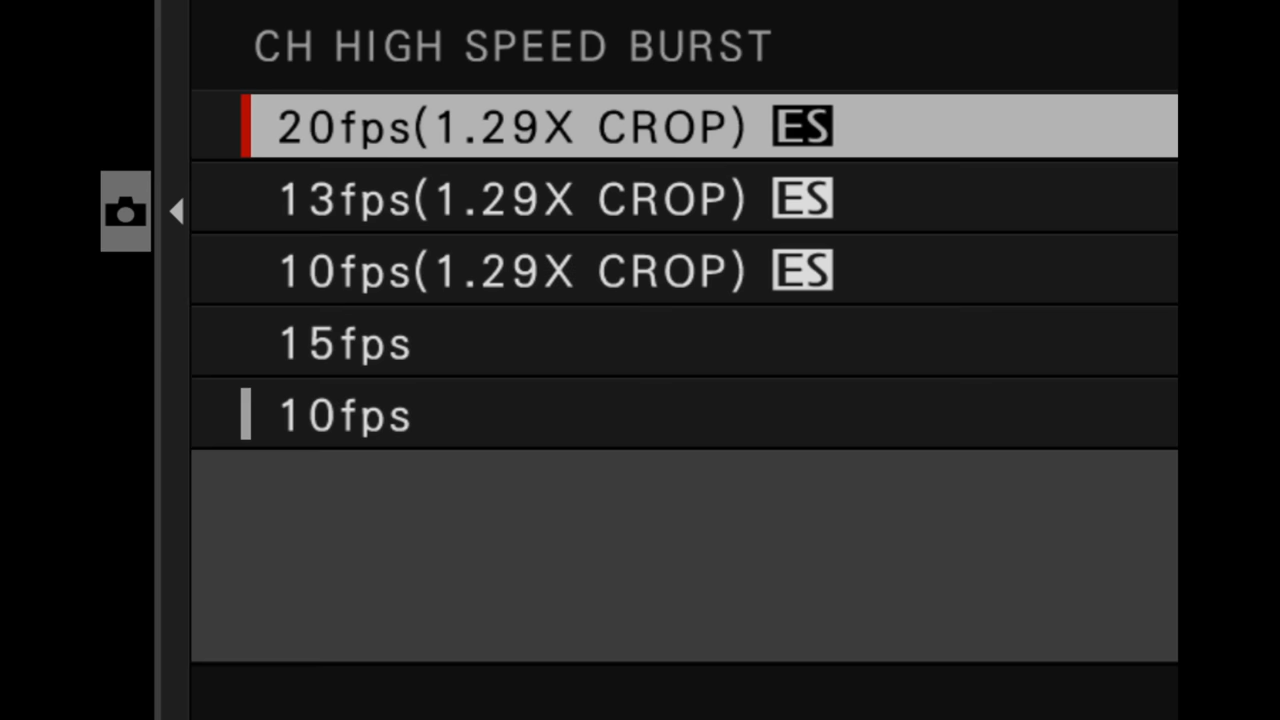 CH HIGH SPEED BURST
20fps(1.29X CROP) ES
13fps(1.29X CROP) ES
10fps(1.29X CROP) ES
15fps
10fps